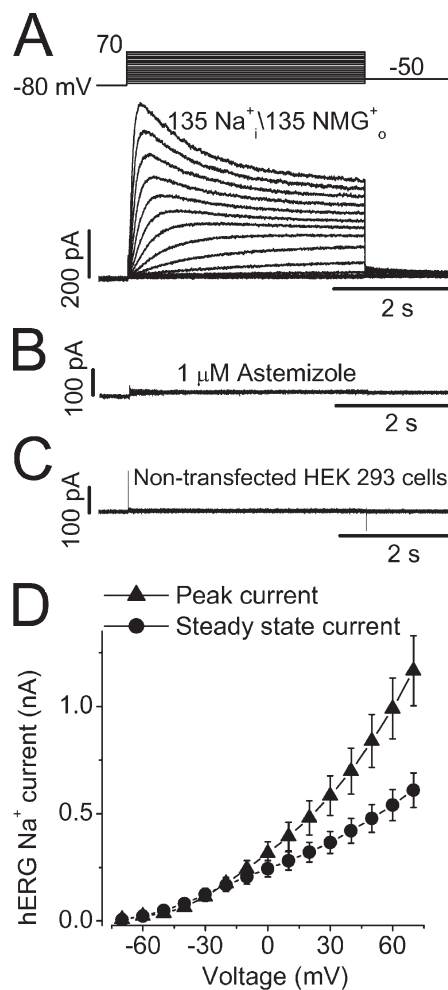 A
70
-80 mV
-50
135 Na⁺ᵢ\135 NMG⁺ₒ
200 pA
2 s
B
100 pA
1 μM Astemizole
2 s
C
100 pA
Non-transfected HEK 293 cells
2 s
D
Peak current
Steady state current
hERG Na⁺ current (nA)
1.0
0.5
0.0
-60 -30 0 30 60
Voltage (mV)